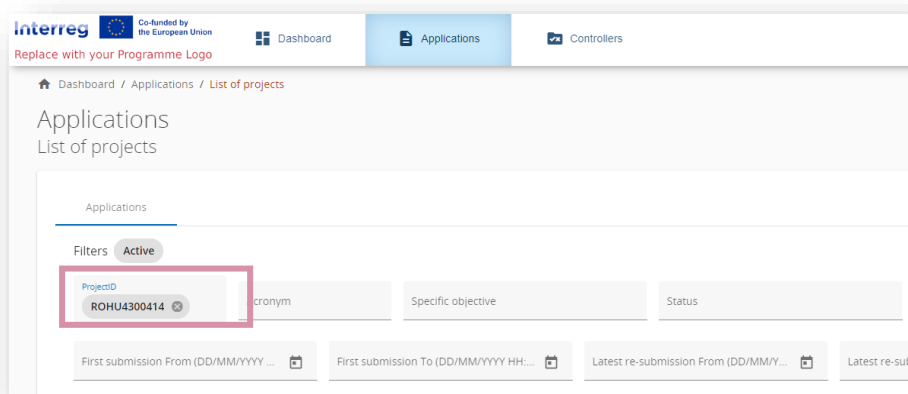 Interreg
Co-funded by
the European Union
Replace with your Programme Logo
Dashboard
Applications
Controllers
Dashboard / Applications / List of projects
Applications
List of projects
Applications
Filters Active
ProjectID
ROHU4300414
cronym
Specific objective
Status
First submission From (DD/MM/YYYY ...
First submission To (DD/MM/YYYY HH:...
Latest re-submission From (DD/MM/Y...
Latest re-sub